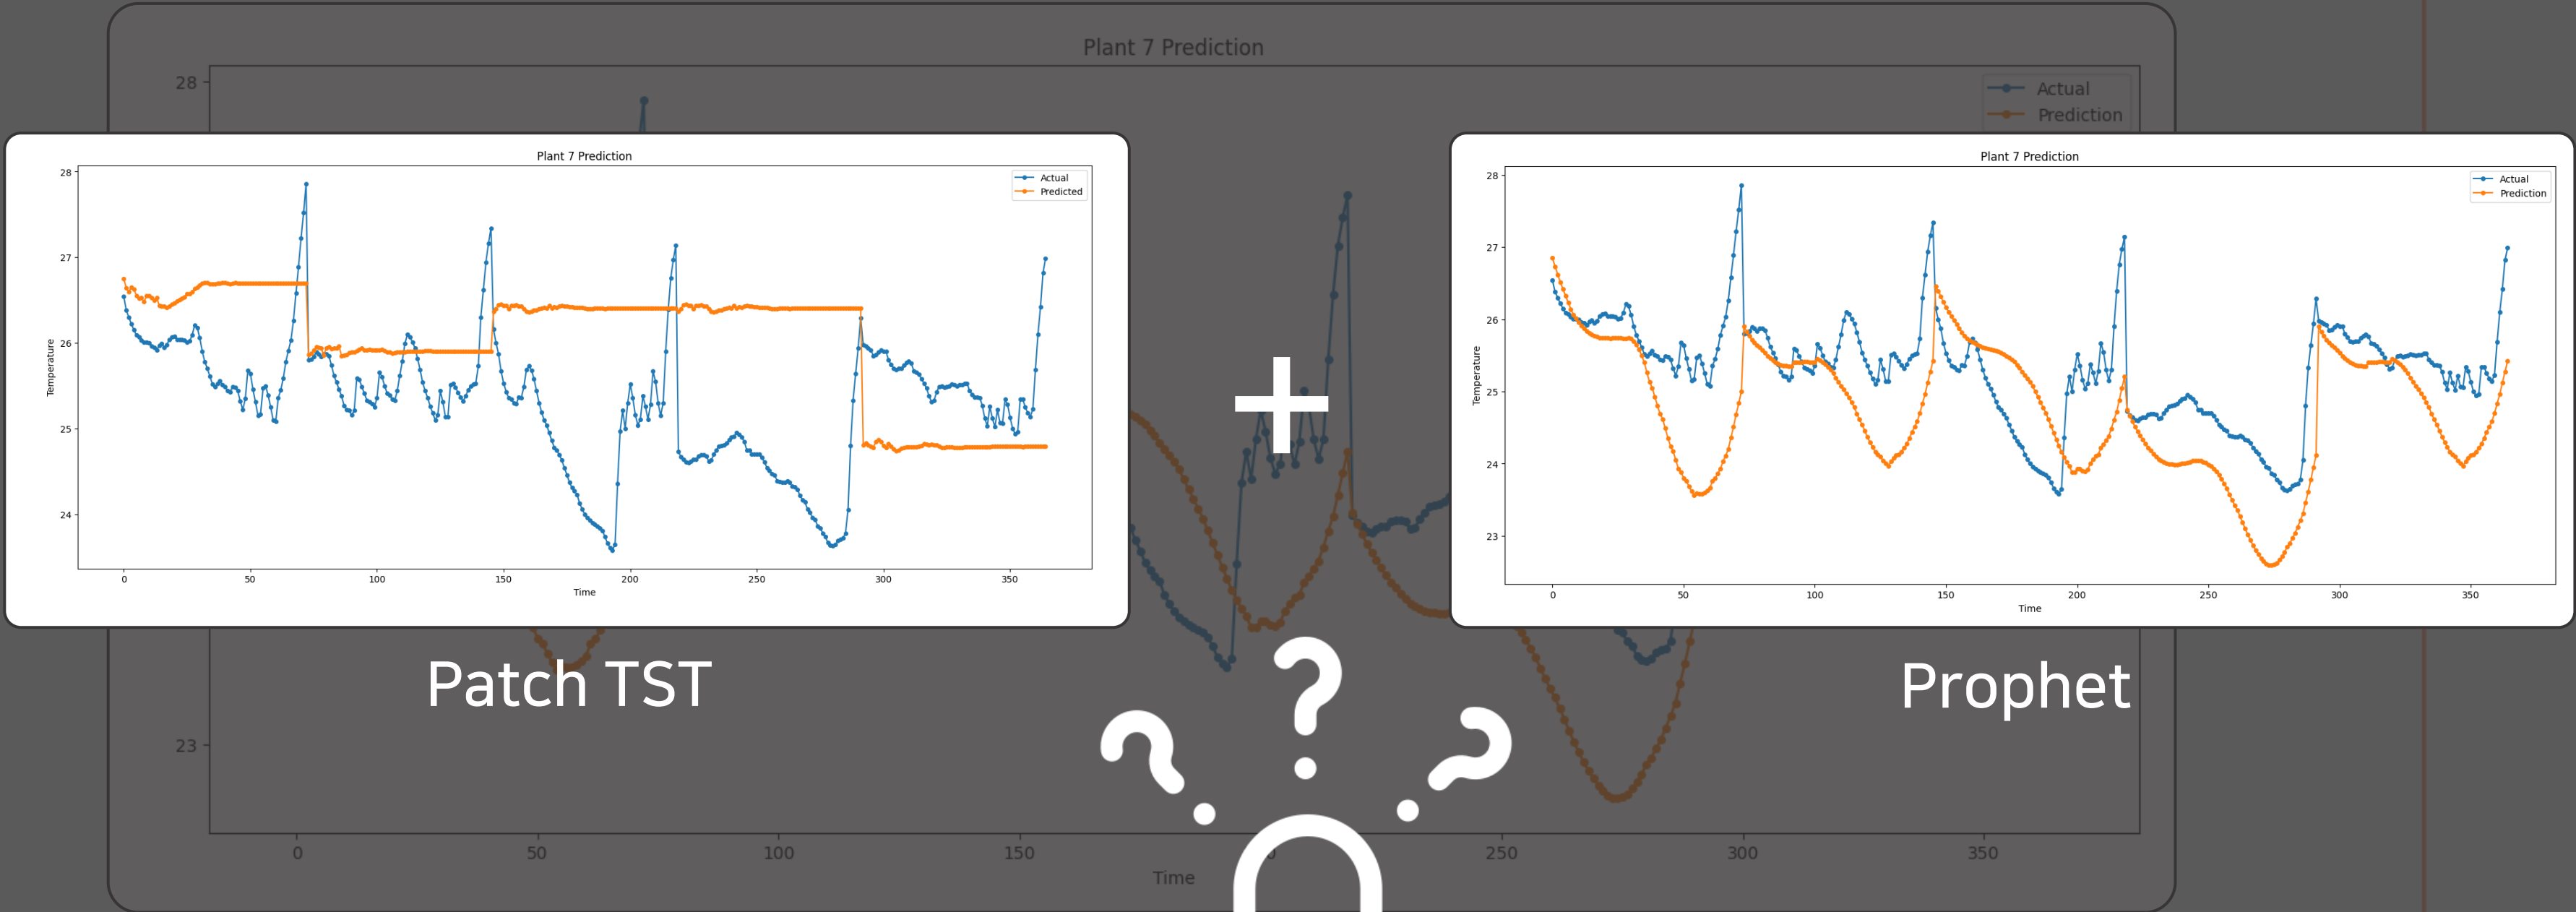 Plant 7 Prediction
28
Actual
Prediction
Plant 7 Prediction
Actual
Predicted
28
27
26
25
24
Temperature
0 50 100 150 200 250 300 350
Time
Plant 7 Prediction
Actual
Prediction
28
27
26
25
24
23
Temperature
0 50 100 150 200 250 300 350
Time
+
Patch TST
Prophet
? ? ?
23
0 50 100 150 250 300 350
Time